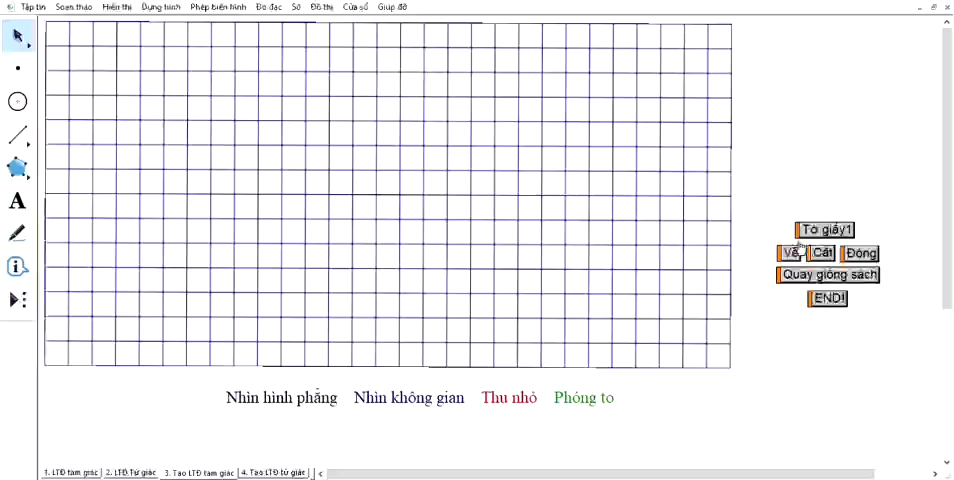 Tập tin Soạn thảo Hiển thị Dựng hình Phép biến hình Đo đạc Số Đồ thị Cửa sổ Giúp đỡ
A
Tờ giấy1
Vẽ Cắt Đóng
Quay giống sách
END!
Nhìn hình phẳng Nhìn không gian Thu nhỏ Phóng to
1. LTĐ tam giác 2. LTĐ Tứ giác 3. Tạo LTĐ tam giác 4. Tạo LTĐ tứ giác